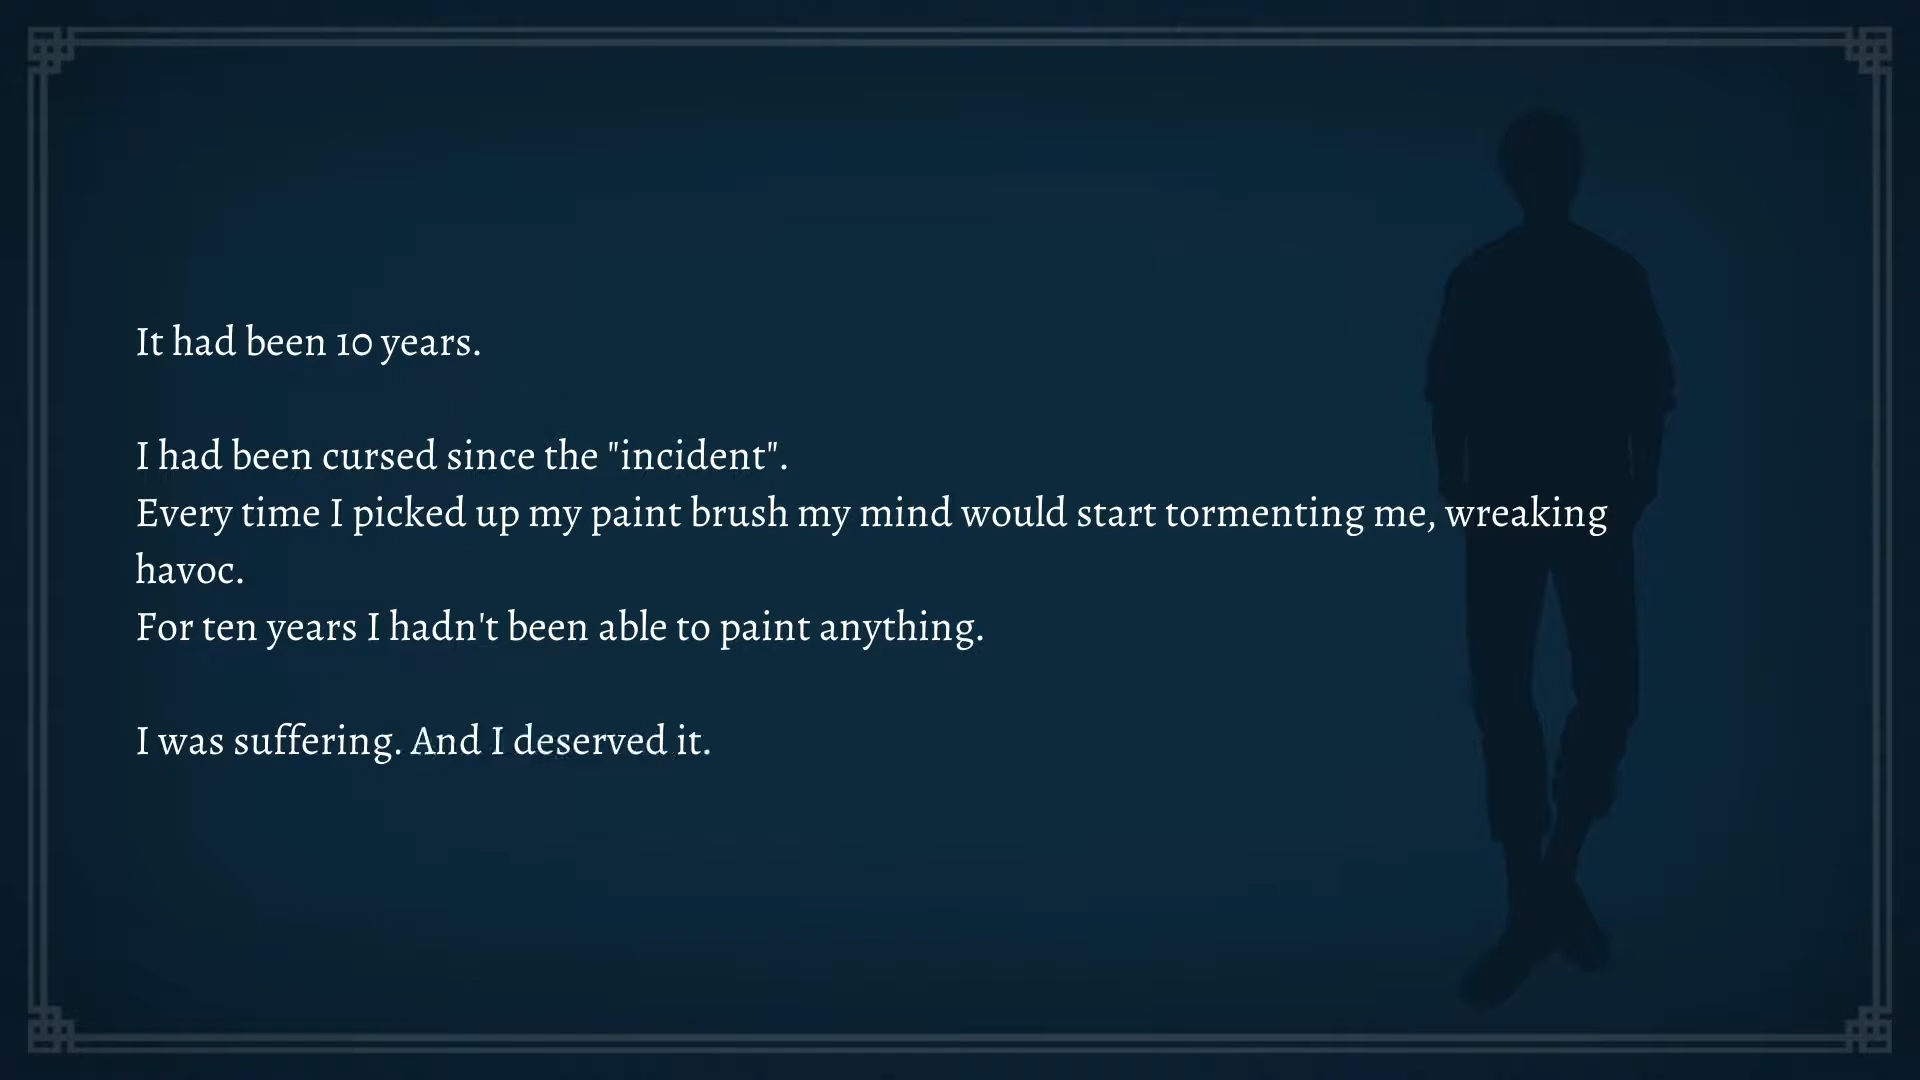 It had been 10 years.
I had been cursed since the "incident".
Every time I picked up my paint brush my mind would start tormenting me, wreaking
havoc.
For ten years I hadn't been able to paint anything.
I was suffering. And I deserved it.